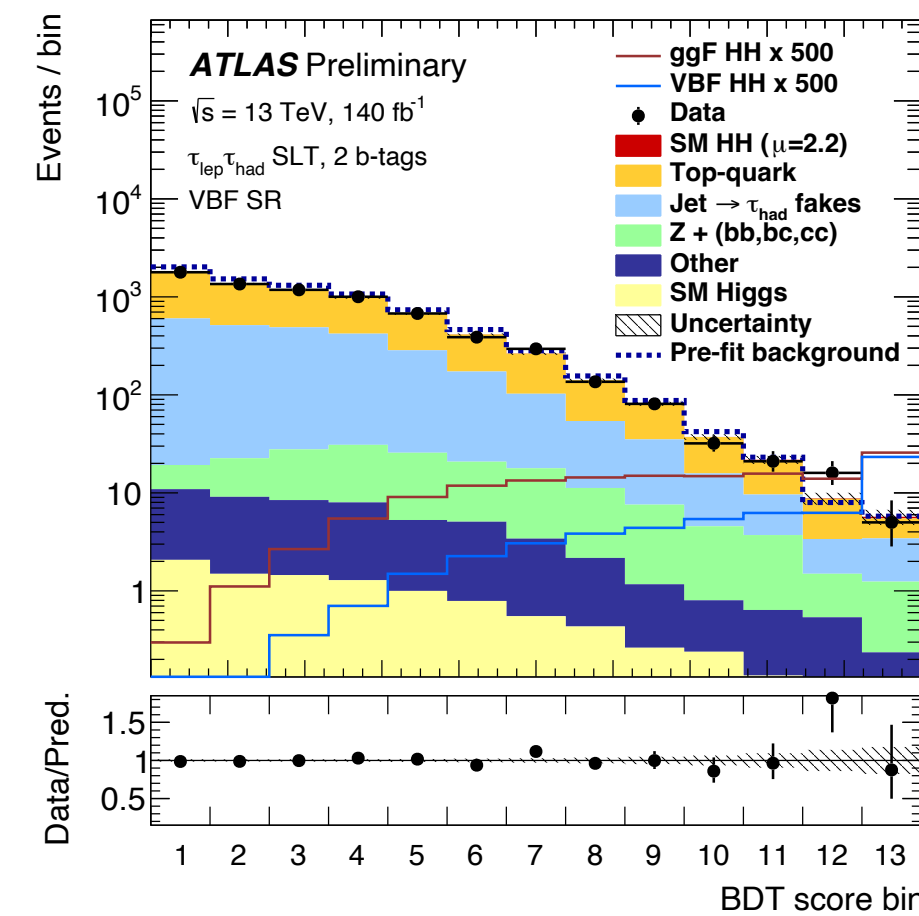 Events / bin
10⁵
10⁴
10³
10²
10
1
ATLAS Preliminary
√s = 13 TeV, 140 fb⁻¹
τ_lep τ_had SLT, 2 b-tags
VBF SR
ggF HH x 500
VBF HH x 500
Data
SM HH (μ=2.2)
Top-quark
Jet → τ_had fakes
Z + (bb,bc,cc)
Other
SM Higgs
Uncertainty
Pre-fit background
Data/Pred.
1.5
1
0.5
1 2 3 4 5 6 7 8 9 10 11 12 13
BDT score bin